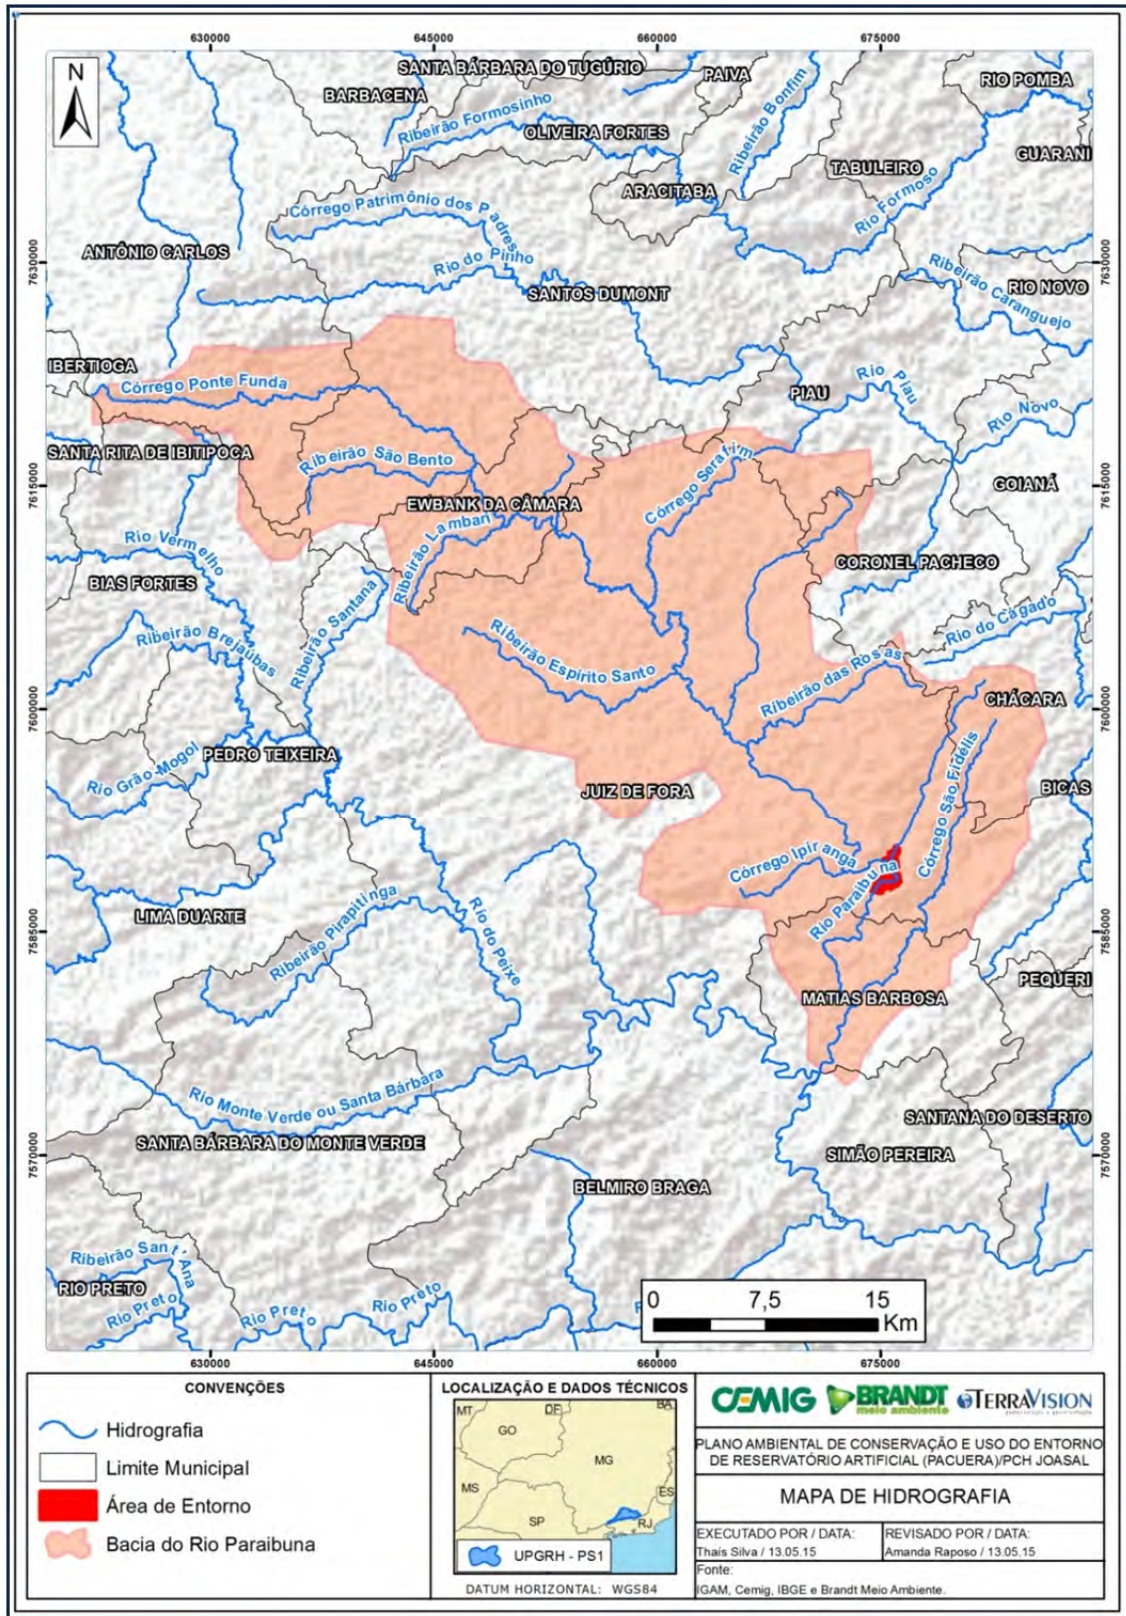 630000
645000
660000
675000
N
SANTA BÁRBARA DO TUGÚRIO
PAIVA
RIO POMBA
BARBACENA
Ribeirão Formosinho
OLIVEIRA FORTES
Ribeirão Bonfim
GUARANI
TABULEIRO
ARACITABA
Rio Formoso
Córrego Patrimônio dos Padres
ANTÔNIO CARLOS
Rio do Pinho
7630000
7630000
SANTOS DUMONT
Ribeirão Caranguejo
RIO NOVO
IBERTIOGA
Córrego Ponte Funda
PIAU
Rio Piau
Rio Novo
SANTA RITA DE IBITIPOCA
Ribeirão São Bento
Córrego Serafim
7615000
7615000
GOIANÁ
EWBANK DA CÂMARA
Ribeirão Lambari
Rio Vermelho
CORONEL PACHECO
BIAS FORTES
Ribeirão Santana
Rio do Cágado
Ribeirão Brejaúbas
Ribeirão Espírito Santo
Ribeirão das Rosas
7600000
7600000
CHÁCARA
PEDRO TEIXEIRA
Rio Grão-Mogol
JUIZ DE FORA
Córrego São Fidélis
BICAS
Córrego Ipiranga
Rio Paraibuna
LIMA DUARTE
Ribeirão Pirapitinga
Rio do Peixe
7585000
7585000
PEQUERI
MATIAS BARBOSA
Rio Monte Verde ou Santa Bárbara
SANTANA DO DESERTO
SANTA BÁRBARA DO MONTE VERDE
SIMÃO PEREIRA
7570000
7570000
BELMIRO BRAGA
Ribeirão Sant'Ana
RIO PRETO
Rio Preto
Rio Preto
Rio Preto
0 7,5 15
Km
630000
645000
660000
675000
CONVENÇÕES
Hidrografia
Limite Municipal
Área de Entorno
Bacia do Rio Paraibuna
LOCALIZAÇÃO E DADOS TÉCNICOS
MT
DF
BA
GO
MG
MS
ES
SP
RJ
UPGRH - PS1
DATUM HORIZONTAL: WGS84
CEMIG
BRANDT
meio ambiente
TERRAVISION
PLANO AMBIENTAL DE CONSERVAÇÃO E USO DO ENTORNO
DE RESERVATÓRIO ARTIFICIAL (PACUERA)/PCH JOASAL
MAPA DE HIDROGRAFIA
EXECUTADO POR / DATA:
Thaís Silva / 13.05.15
REVISADO POR / DATA:
Amanda Raposo / 13.05.15
Fonte:
IGAM, Cemig, IBGE e Brandt Meio Ambiente.